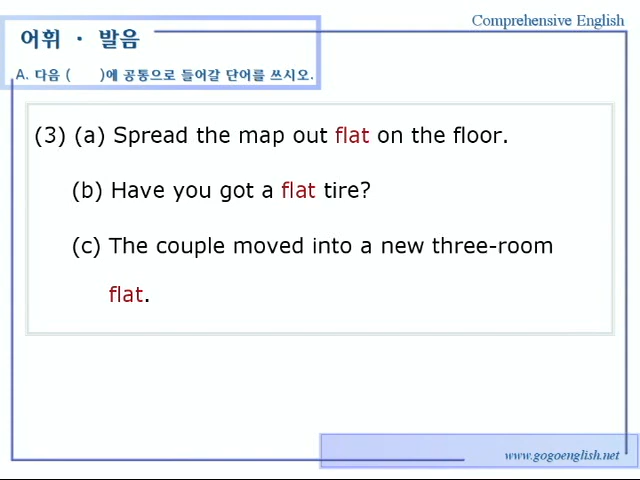 Comprehensive English
어휘 · 발음
A. 다음 (    )에 공통으로 들어갈 단어를 쓰시오.
(3) (a) Spread the map out flat on the floor.
(b) Have you got a flat tire?
(c) The couple moved into a new three-room
flat.
www.gogoenglish.net